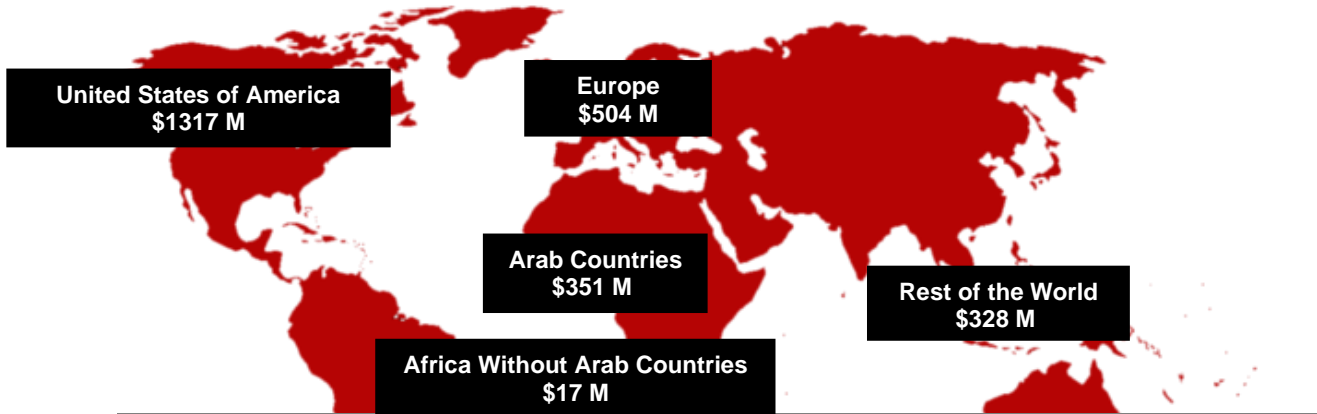 United States of America
$1317 M
Europe
$504 M
Arab Countries
$351 M
Rest of the World
$328 M
Africa Without Arab Countries
$17 M